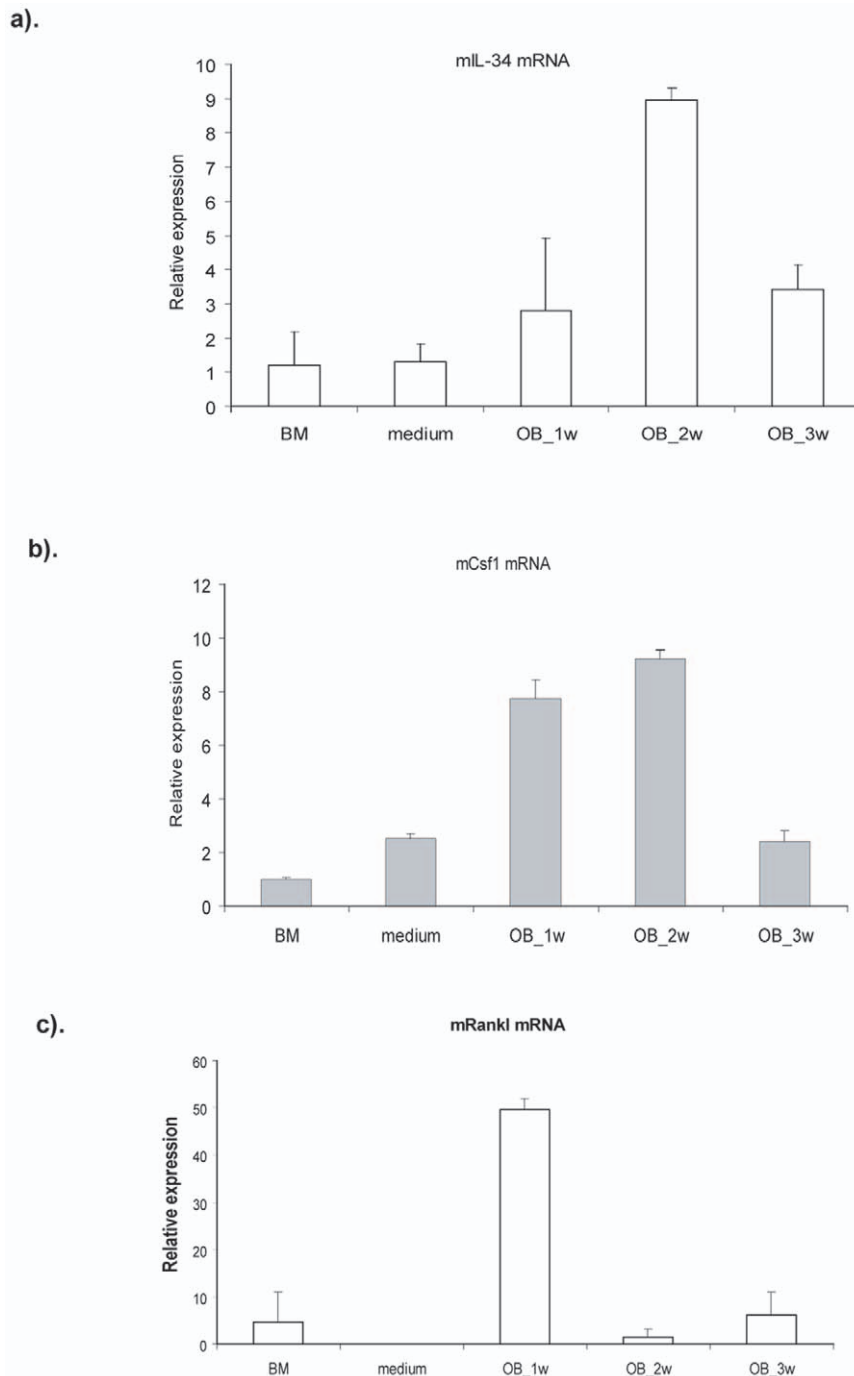 a).
mIL-34 mRNA
Relative expression
10
9
8
7
6
5
4
3
2
1
0
BM medium OB_1w OB_2w OB_3w
b).
mCsf1 mRNA
Relative expression
12
10
8
6
4
2
0
BM medium OB_1w OB_2w OB_3w
c).
mRankl mRNA
Relative expression
60
50
40
30
20
10
0
BM medium OB_1w OB_2w OB_3w